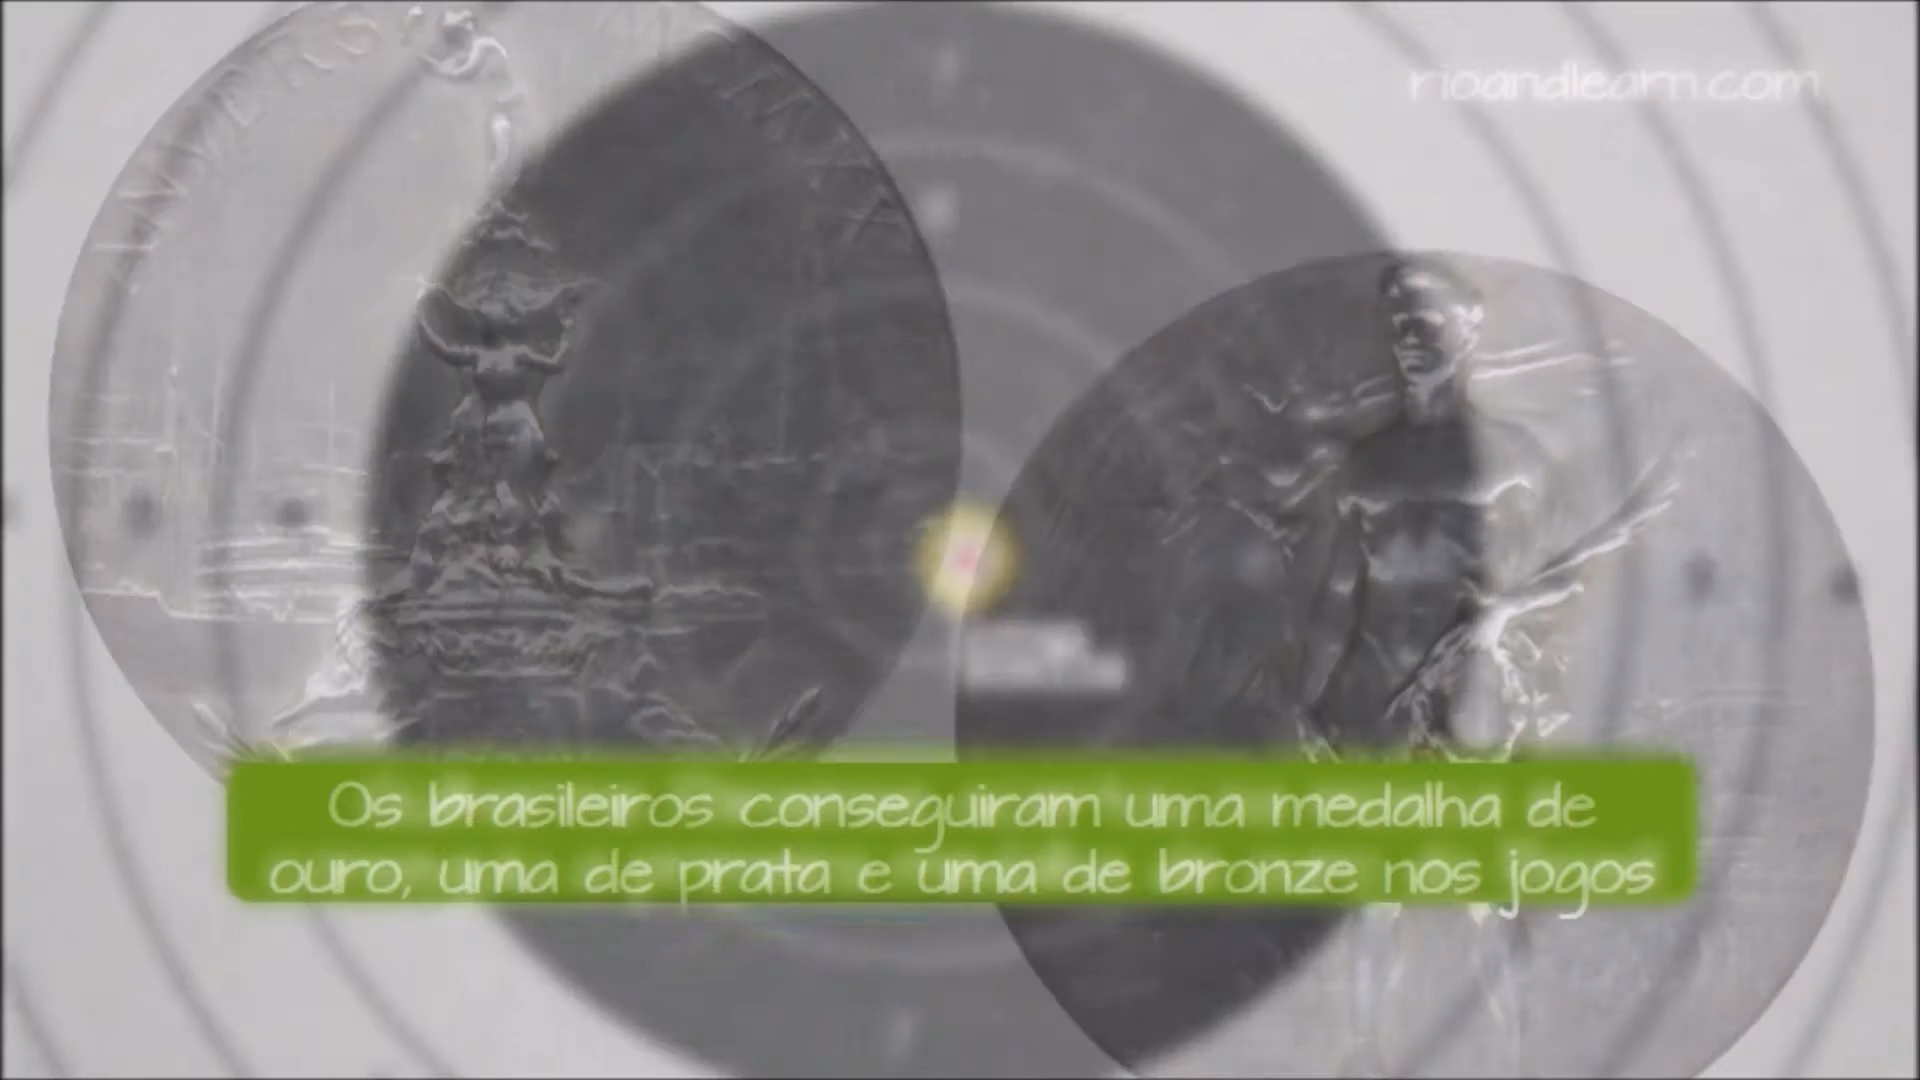 rioandlearn.com
Os brasileiros conseguiram uma medalha de
ouro, uma de prata e uma de bronze nos jogos